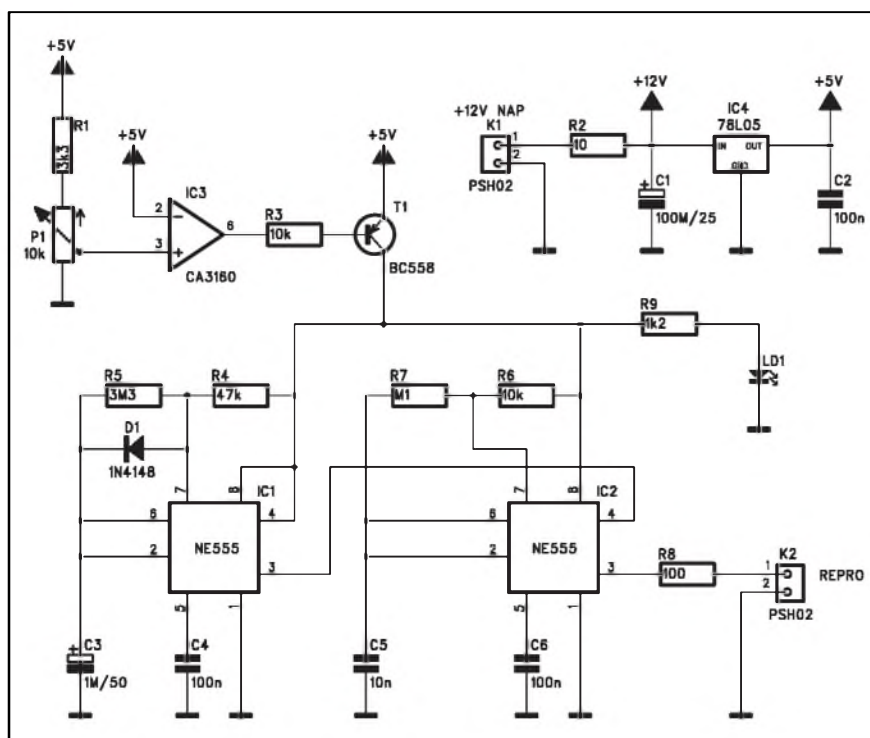 +5V
R1
3k3
P1
10k
+5V
IC3
2
3
6
CA3160
R3
10k
+5V
T1
BC558
+12V NAP
K1
1
2
PSH02
R2
10
+12V
C1
100M/25
IC4
78L05
IN
OUT
GND
+5V
C2
100n
R9
1k2
LD1
R5
3M3
R4
47k
D1
1N4148
7
8
IC1
6
4
2
NE555
3
5
1
C3
1M/50
C4
100n
R7
M1
R6
10k
7
8
IC2
6
4
2
NE555
3
5
1
C5
10n
C6
100n
R8
100
K2
1
2
REPRO
PSH02